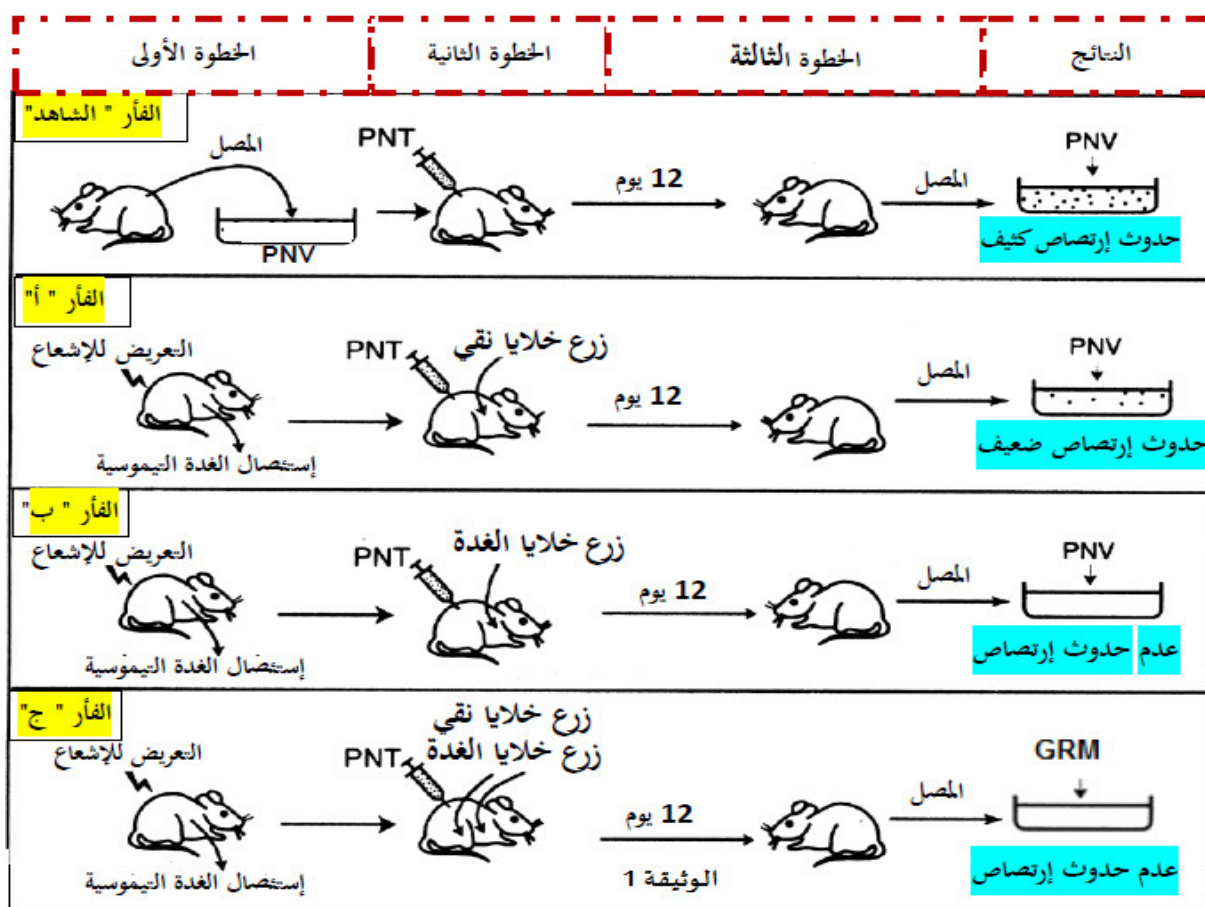 الخطوة الأولى
الخطوة الثانية
الخطوة الثالثة
النتائج
الفأر " الشاهد"
المصل
PNV
PNT
12 يوم
المصل
PNV
حدوث إرتصاص كثيف
الفأر " أ"
التعريض للإشعاع
إستئصال الغدة التيموسية
PNT
زرع خلايا نقي
12 يوم
المصل
PNV
حدوث إرتصاص ضعيف
الفأر " ب"
التعريض للإشعاع
إستئصال الغدة التيموسية
PNT
زرع خلايا الغدة
12 يوم
المصل
PNV
عدم حدوث إرتصاص
الفأر " ج"
التعريض للإشعاع
إستئصال الغدة التيموسية
زرع خلايا نقي
زرع خلايا الغدة
PNT
12 يوم
المصل
GRM
عدم حدوث إرتصاص
الوثيقة 1